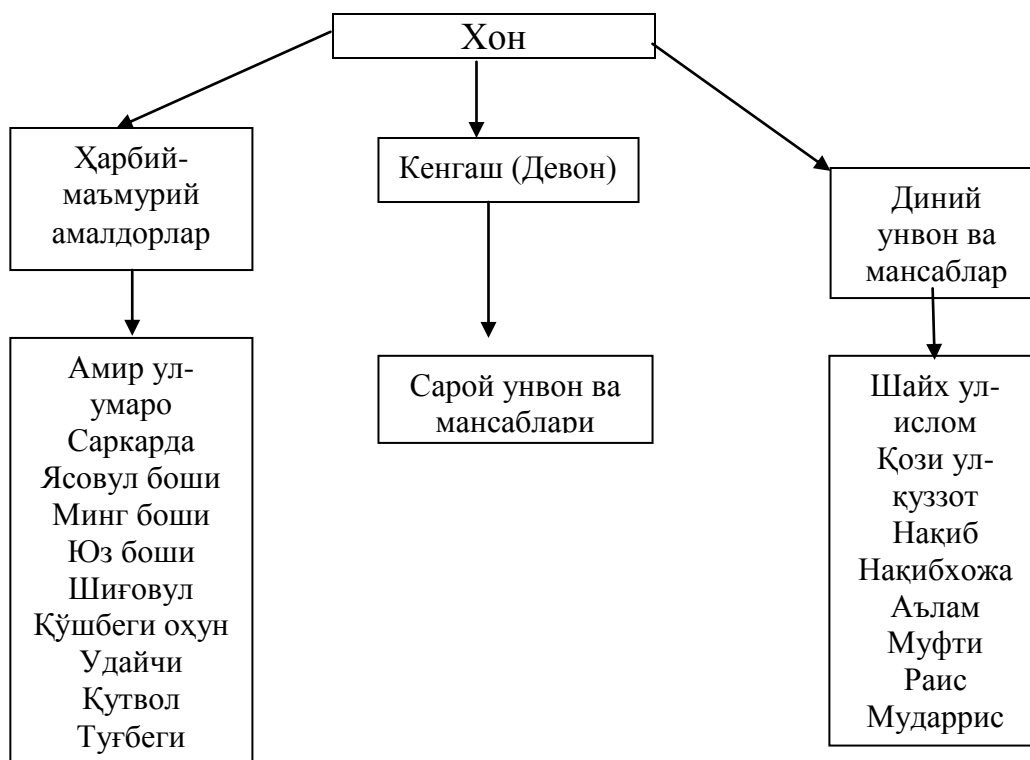 Хон
Ҳарбий-
маъмурий
амалдорлар
Кенгаш (Девон)
Диний
унвон ва
мансаблар
Амир ул-
умаро
Саркарда
Ясовул боши
Минг боши
Юз боши
Шиғовул
Қўшбеги оҳун
Удайчи
Қутвол
Туғбеги
Сарой унвон ва
мансаблари
Шайх ул-
ислом
Қози ул-
қуззот
Нақиб
Нақибхожа
Аълам
Муфти
Раис
Мударрис